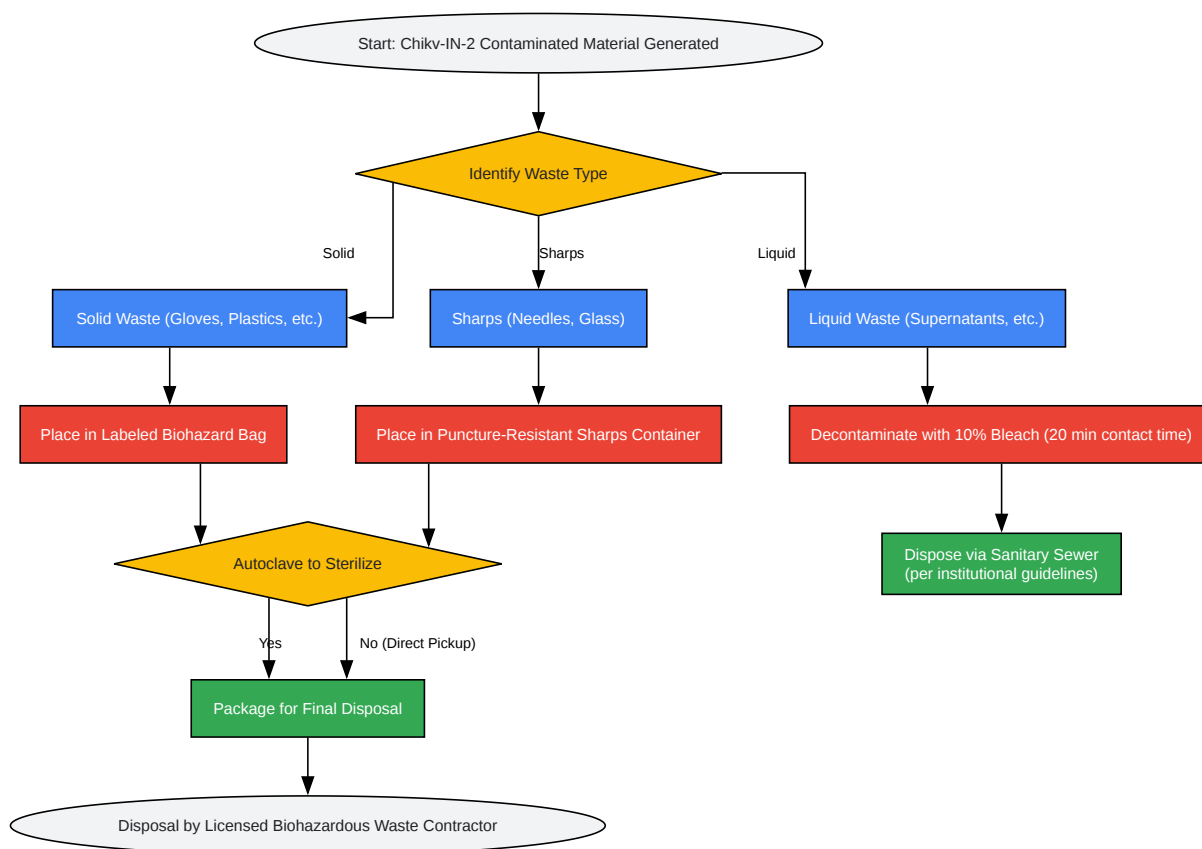 Start: Chikv-IN-2 Contaminated Material Generated
Identify Waste Type
Solid
Sharps
Liquid
Solid Waste (Gloves, Plastics, etc.)
Sharps (Needles, Glass)
Liquid Waste (Supernatants, etc.)
Place in Labeled Biohazard Bag
Place in Puncture-Resistant Sharps Container
Decontaminate with 10% Bleach (20 min contact time)
Autoclave to Sterilize
Dispose via Sanitary Sewer
(per institutional guidelines)
Yes
No (Direct Pickup)
Package for Final Disposal
Disposal by Licensed Biohazardous Waste Contractor